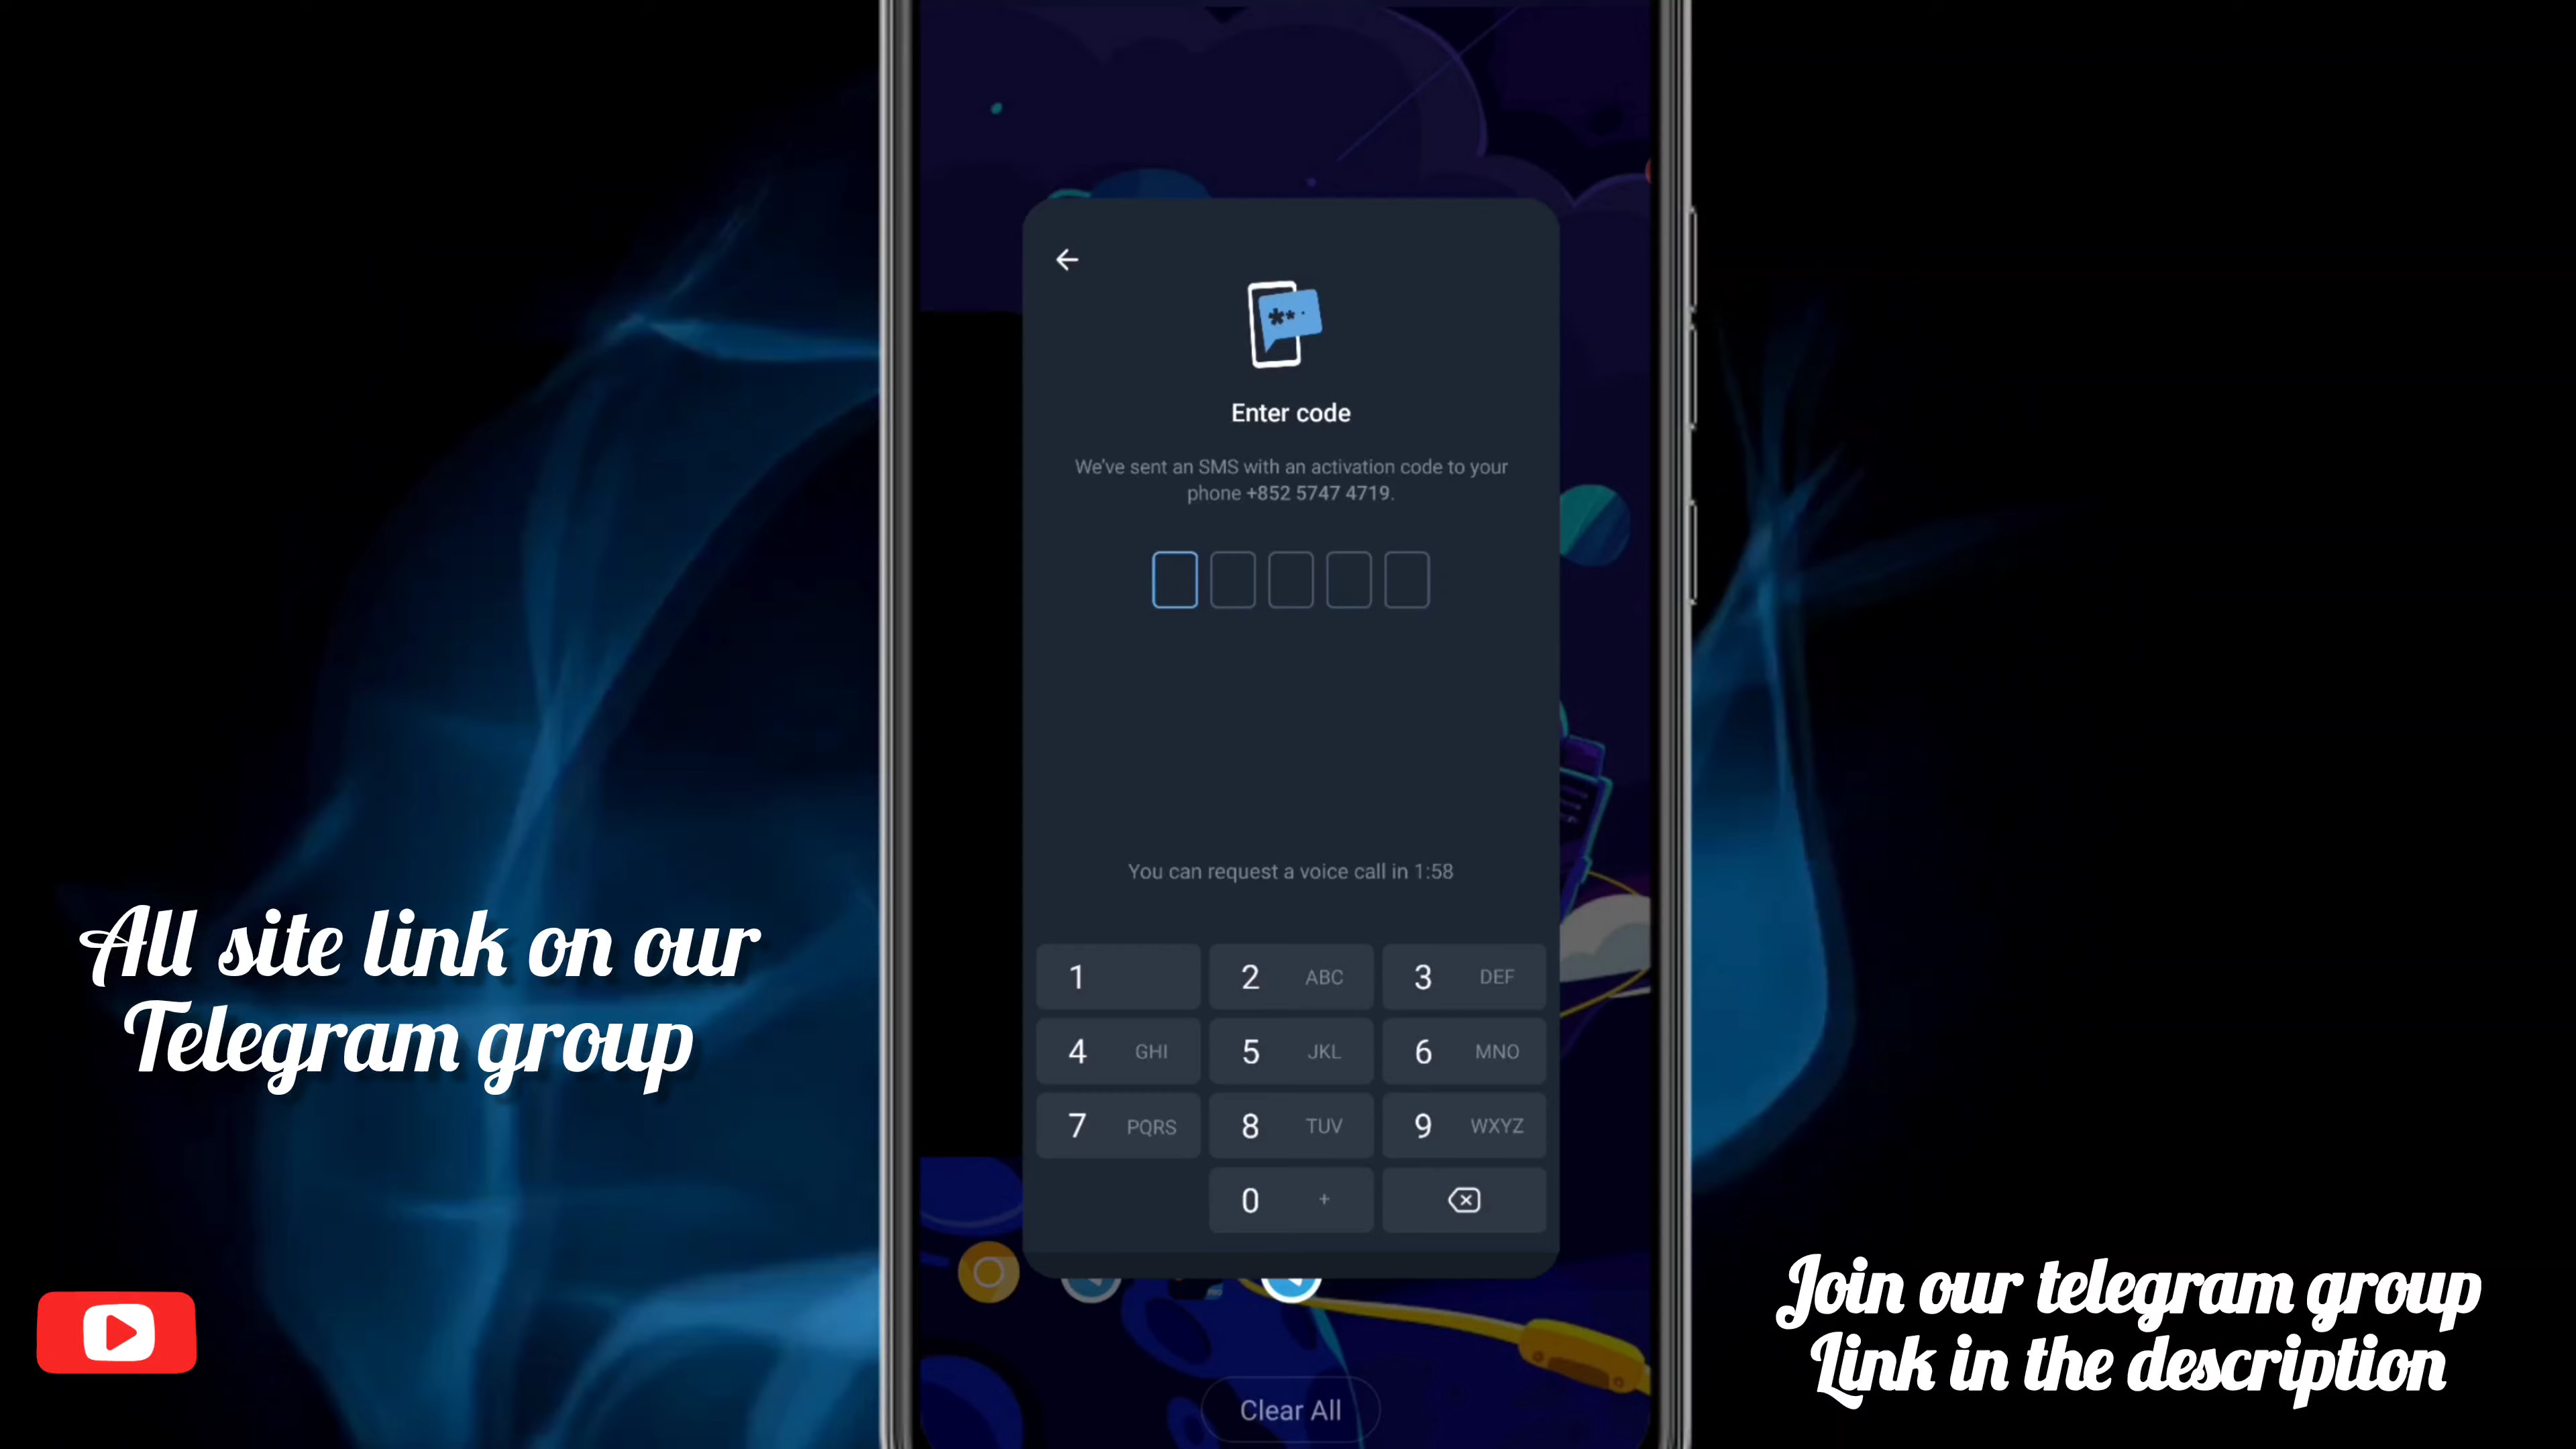 Enter code
We've sent an SMS with an activation code to your
phone +852 5747 4719.
You can request a voice call in 1:58
1
2 ABC
3 DEF
4 GHI
5 JKL
6 MNO
7 PQRS
8 TUV
9 WXYZ
0 +
Clear All
All site link on our
Telegram group
Join our telegram group
Link in the description